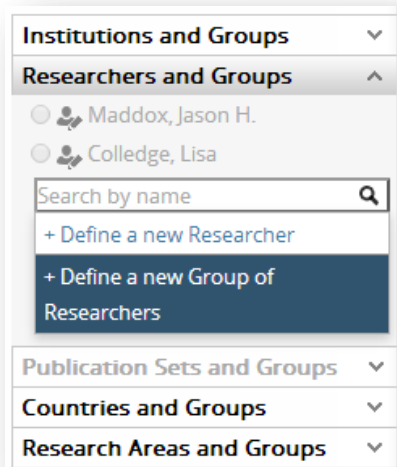 Institutions and Groups
Researchers and Groups
Maddox, Jason H.
Colledge, Lisa
Search by name
+ Define a new Researcher
+ Define a new Group of
Researchers
Publication Sets and Groups
Countries and Groups
Research Areas and Groups